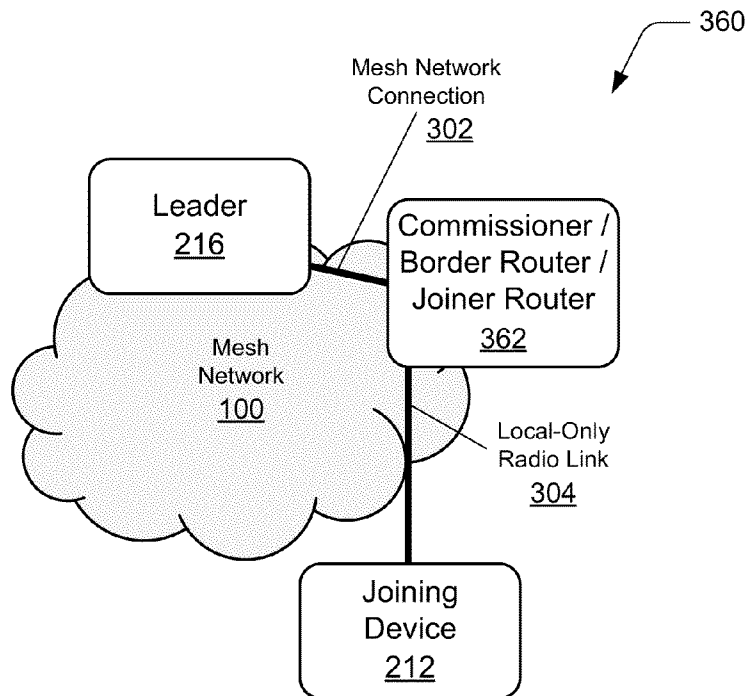 360
Mesh Network
Connection
302
Leader
216
Commissioner /
Border Router /
Joiner Router
362
Mesh
Network
100
Local-Only
Radio Link
304
Joining
Device
212